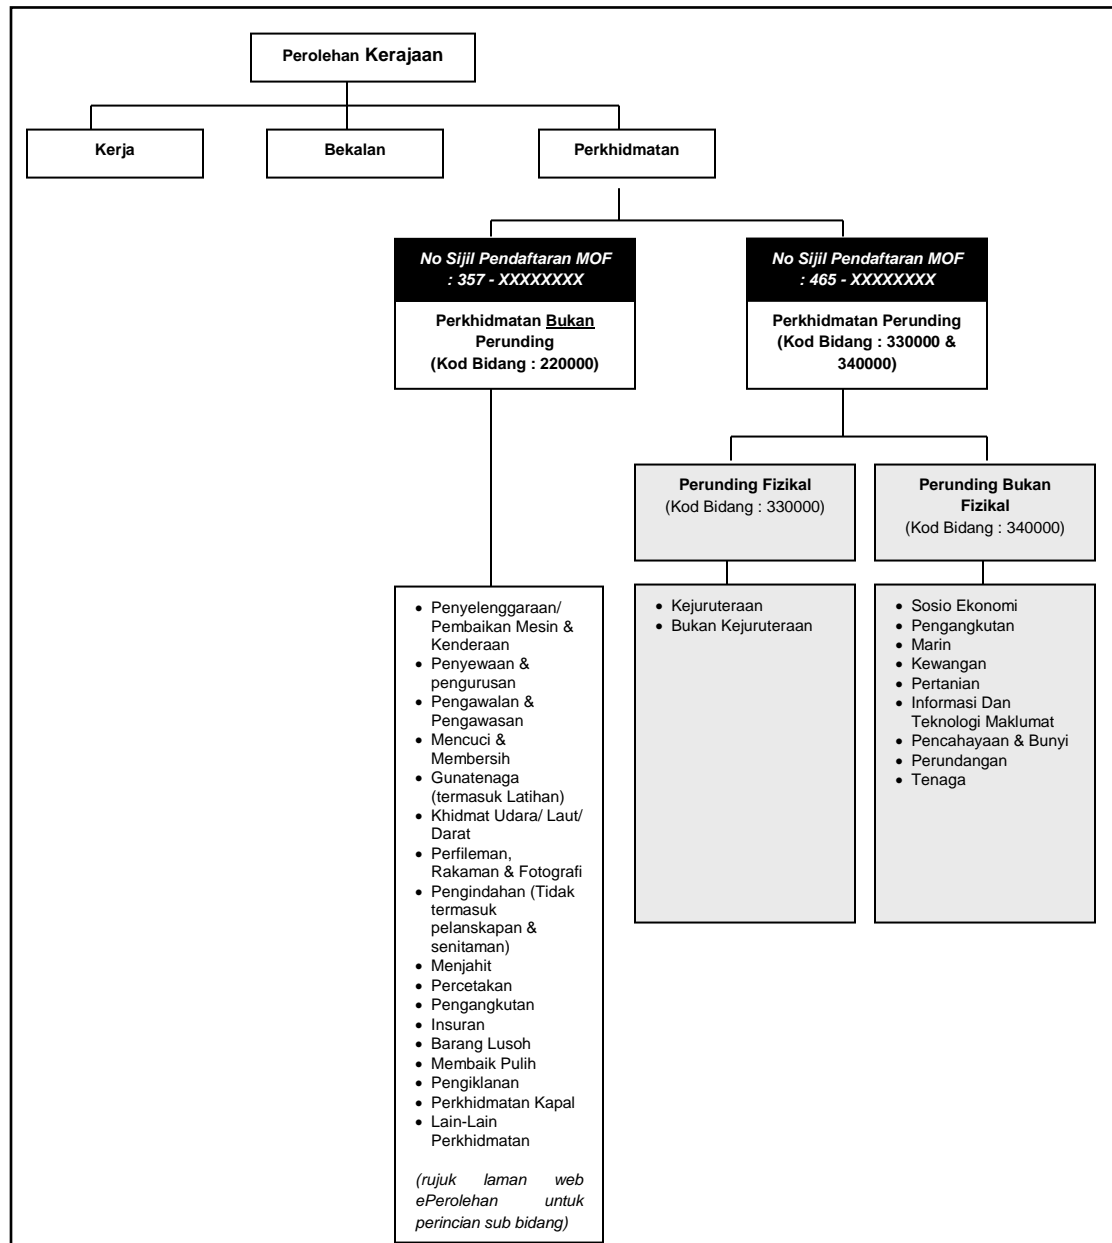 Perolehan Kerajaan
Kerja
Bekalan
Perkhidmatan
No Sijil Pendaftaran MOF
: 357 - XXXXXXXX
Perkhidmatan Bukan
Perunding
(Kod Bidang : 220000)
No Sijil Pendaftaran MOF
: 465 - XXXXXXXX
Perkhidmatan Perunding
(Kod Bidang : 330000 &
340000)
Perunding Fizikal
(Kod Bidang : 330000)
Perunding Bukan
Fizikal
(Kod Bidang : 340000)
• Penyelenggaraan/
Pembaikan Mesin &
Kenderaan
• Penyewaan &
pengurusan
• Pengawalan &
Pengawasan
• Mencuci &
Membersih
• Gunatenaga
(termasuk Latihan)
• Khidmat Udara/ Laut/
Darat
• Perfileman,
Rakaman & Fotografi
• Pengindahan (Tidak
termasuk
pelanskapan &
senitaman)
• Menjahit
• Percetakan
• Pengangkutan
• Insuran
• Barang Lusoh
• Membaik Pulih
• Pengiklanan
• Perkhidmatan Kapal
• Lain-Lain
Perkhidmatan
(rujuk laman web
ePerolehan untuk
perincian sub bidang)
• Kejuruteraan
• Bukan Kejuruteraan
• Sosio Ekonomi
• Pengangkutan
• Marin
• Kewangan
• Pertanian
• Informasi Dan
Teknologi Maklumat
• Pencahayaan & Bunyi
• Perundangan
• Tenaga